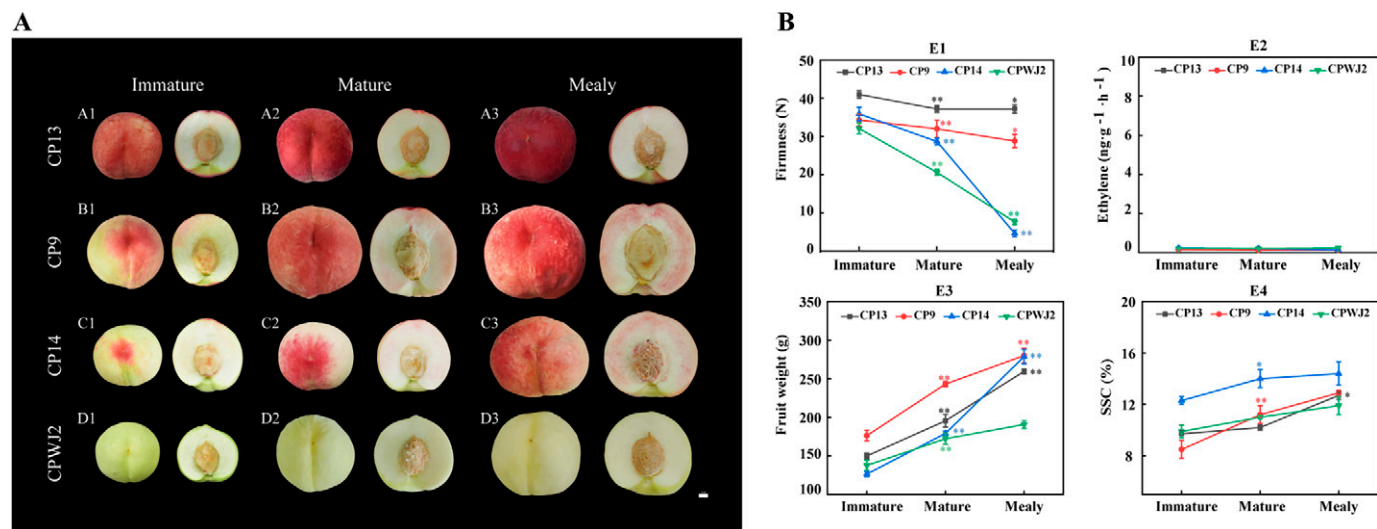 A
Immature Mature Mealy
CP13
A1 A2 A3
CP9
B1 B2 B3
CP14
C1 C2 C3
CPWJ2
D1 D2 D3
B
E1
CP13 CP9 CP14 CPWJ2
Firmness (N)
50
40
30
20
10
0
** *
** *
** **
** **
Immature Mature Mealy
E2
CP13 CP9 CP14 CPWJ2
Ethylene (ng·g⁻¹·h⁻¹)
10
8
6
4
2
0
Immature Mature Mealy
E3
CP13 CP9 CP14 CPWJ2
Fruit weight (g)
350
300
250
200
150
100
** **
** **
** **
**
Immature Mature Mealy
E4
CP13 CP9 CP14 CPWJ2
SSC (%)
20
16
12
8
*
**
*
Immature Mature Mealy